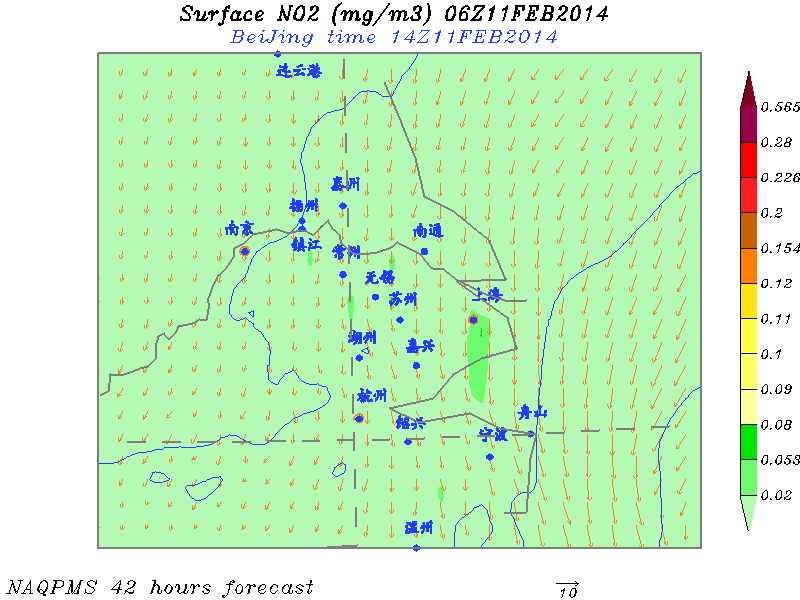 Surface NO2 (mg/m3) 06Z11FEB2014
BeiJing time 14Z11FEB2014
连云港
0.565
0.28
0.226
泰州
0.2
扬州
南京
南通
镇江
常州
0.154
无锡
0.12
苏州
上海
0.11
湖州
嘉兴
0.1
杭州
0.09
舟山
绍兴
0.08
宁波
0.053
0.02
温州
NAQPMS 42 hours forecast
10